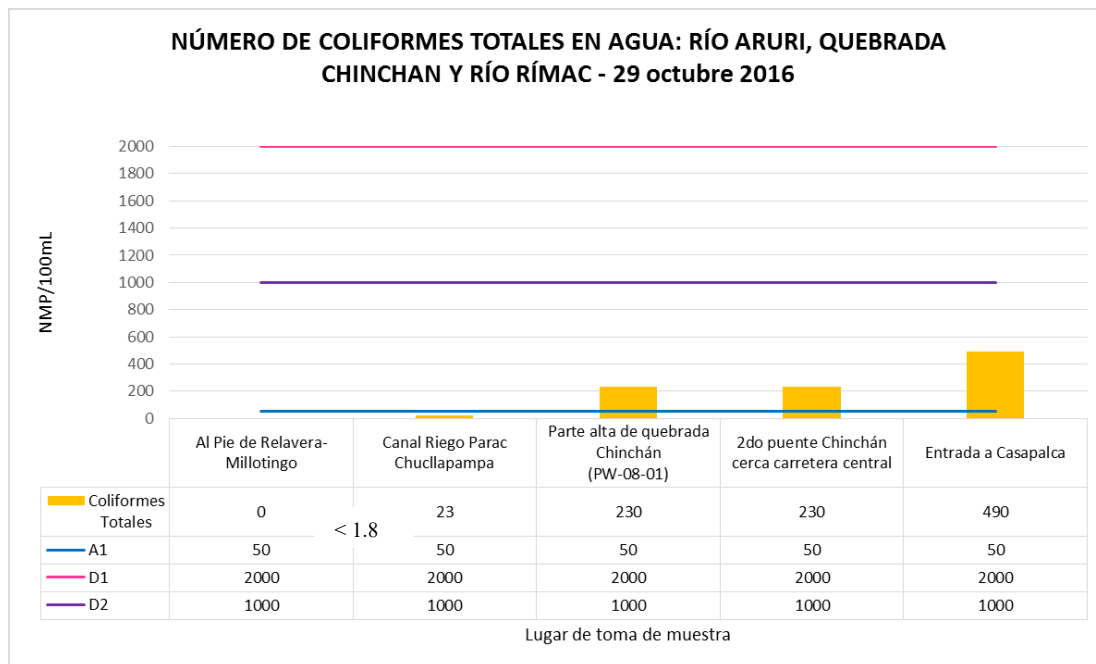 NÚMERO DE COLIFORMES TOTALES EN AGUA: RÍO ARURI, QUEBRADA
CHINCHAN Y RÍO RÍMAC - 29 octubre 2016
NMP/100mL
2000
1800
1600
1400
1200
1000
800
600
400
200
0
Al Pie de Relavera-
Millotingo
Canal Riego Parac
Chucllapampa
Parte alta de quebrada
Chinchán
(PW-08-01)
2do puente Chinchán
cerca carretera central
Entrada a Casapalca
Coliformes
Totales
0 23 230 230 490
< 1.8
A1 50 50 50 50 50
D1 2000 2000 2000 2000 2000
D2 1000 1000 1000 1000 1000
Lugar de toma de muestra